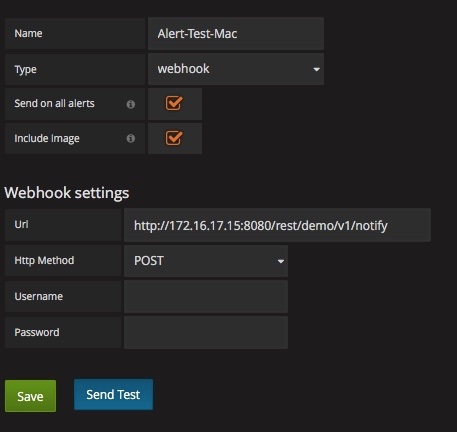 Name Alert-Test-Mac
Type webhook
Send on all alerts
Include Image
Webhook settings
Url http://172.16.17.15:8080/rest/demo/v1/notify
Http Method POST
Username
Password
Save Send Test